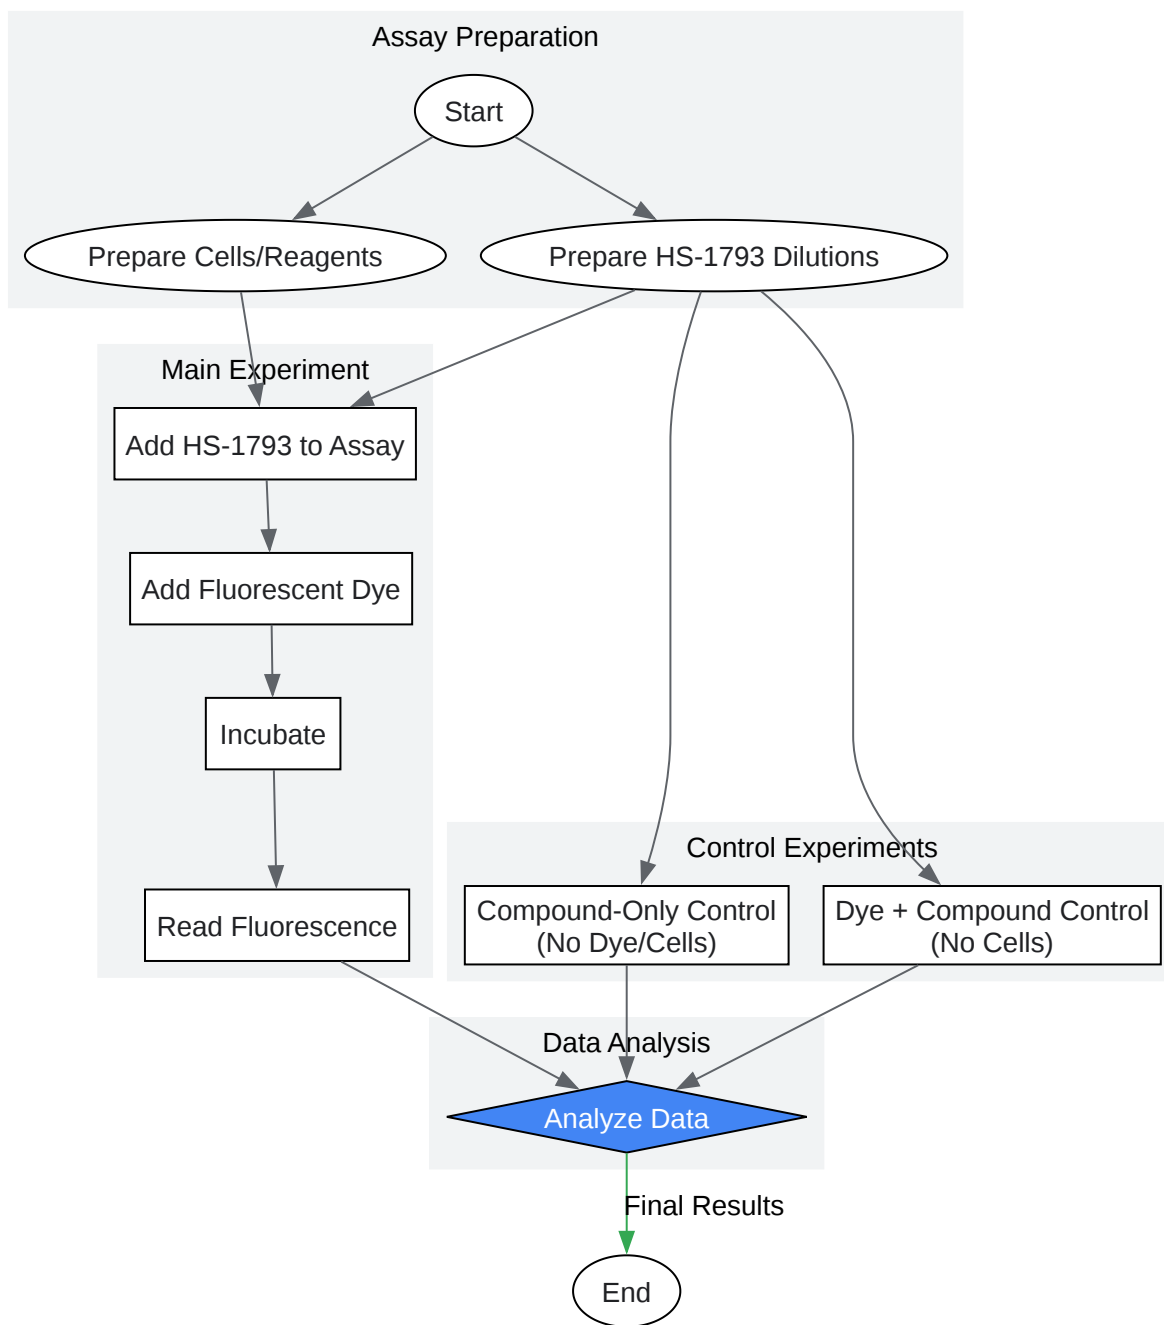 Assay Preparation
Start
Prepare Cells/Reagents
Prepare HS-1793 Dilutions
Main Experiment
Add HS-1793 to Assay
Add Fluorescent Dye
Incubate
Read Fluorescence
Control Experiments
Compound-Only Control
(No Dye/Cells)
Dye + Compound Control
(No Cells)
Data Analysis
Analyze Data
Final Results
End